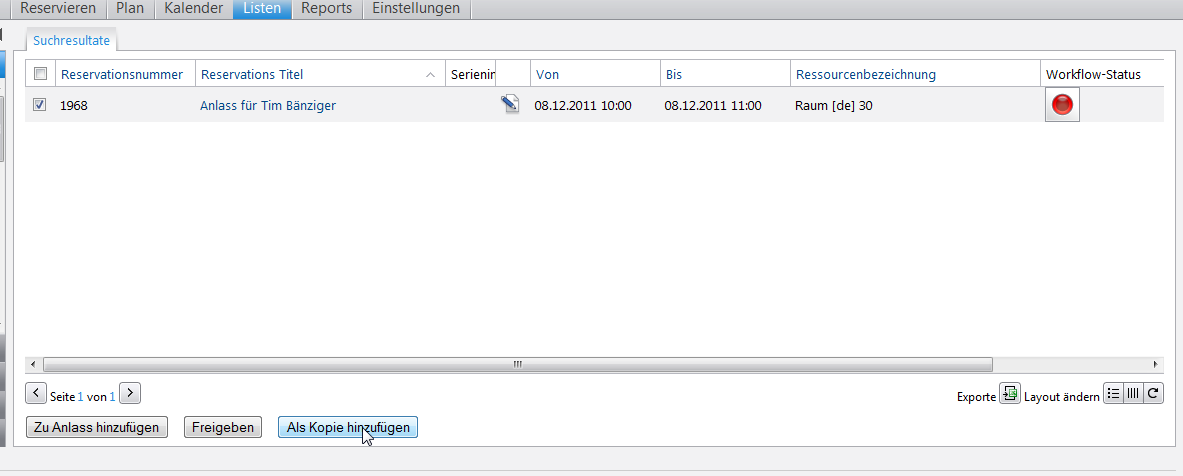 Reservieren Plan Kalender Listen Reports Einstellungen
Suchresultate
Reservationsnummer Reservations Titel Serienin Von Bis Ressourcenbezeichnung Workflow-Status
1968 Anlass für Tim Bänziger 08.12.2011 10:00 08.12.2011 11:00 Raum [de] 30
Seite 1 von 1 Exporte Layout ändern
Zu Anlass hinzufügen Freigeben Als Kopie hinzufügen